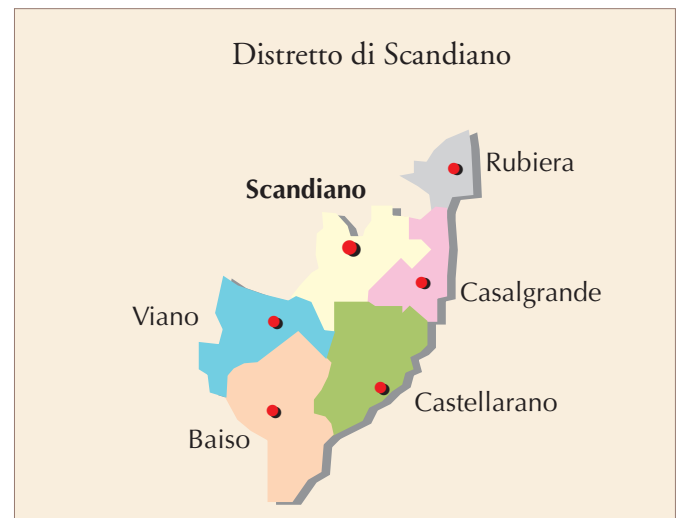 Distretto di Scandiano
Rubiera
Scandiano
Casalgrande
Viano
Castellarano
Baiso